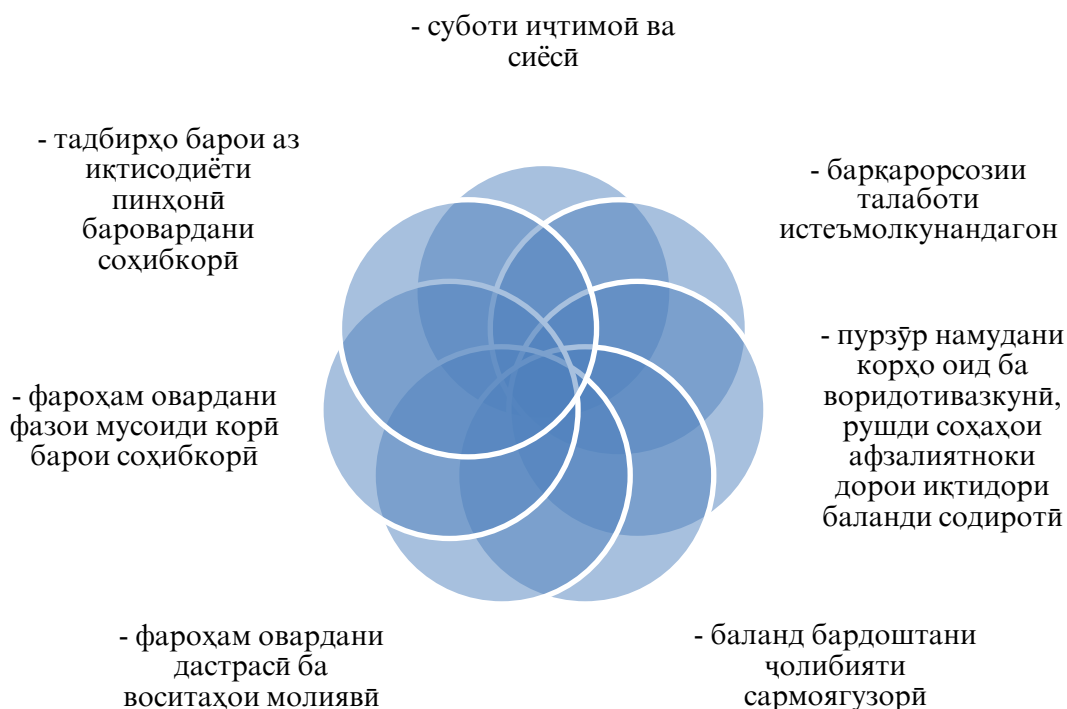 - суботи иҷтимоӣ ва
сиёсӣ
- барқарорсозии
талаботи
истеъмолкунандагон
- пурзӯр намудани
корҳо оид ба
воридотивазкунӣ,
рушди соҳаҳои
афзалиятноки
дорои иқтидори
баланди содиротӣ
- баланд бардоштани
ҷолибияти
сармоягузорӣ
- фароҳам овардани
дастрасӣ ба
воситаҳои молиявӣ
- фароҳам овардани
фазои мусоиди корӣ
барои соҳибкорӣ
- тадбирҳо барои аз
иқтисодиёти
пинҳонӣ
баровардани
соҳибкорӣ